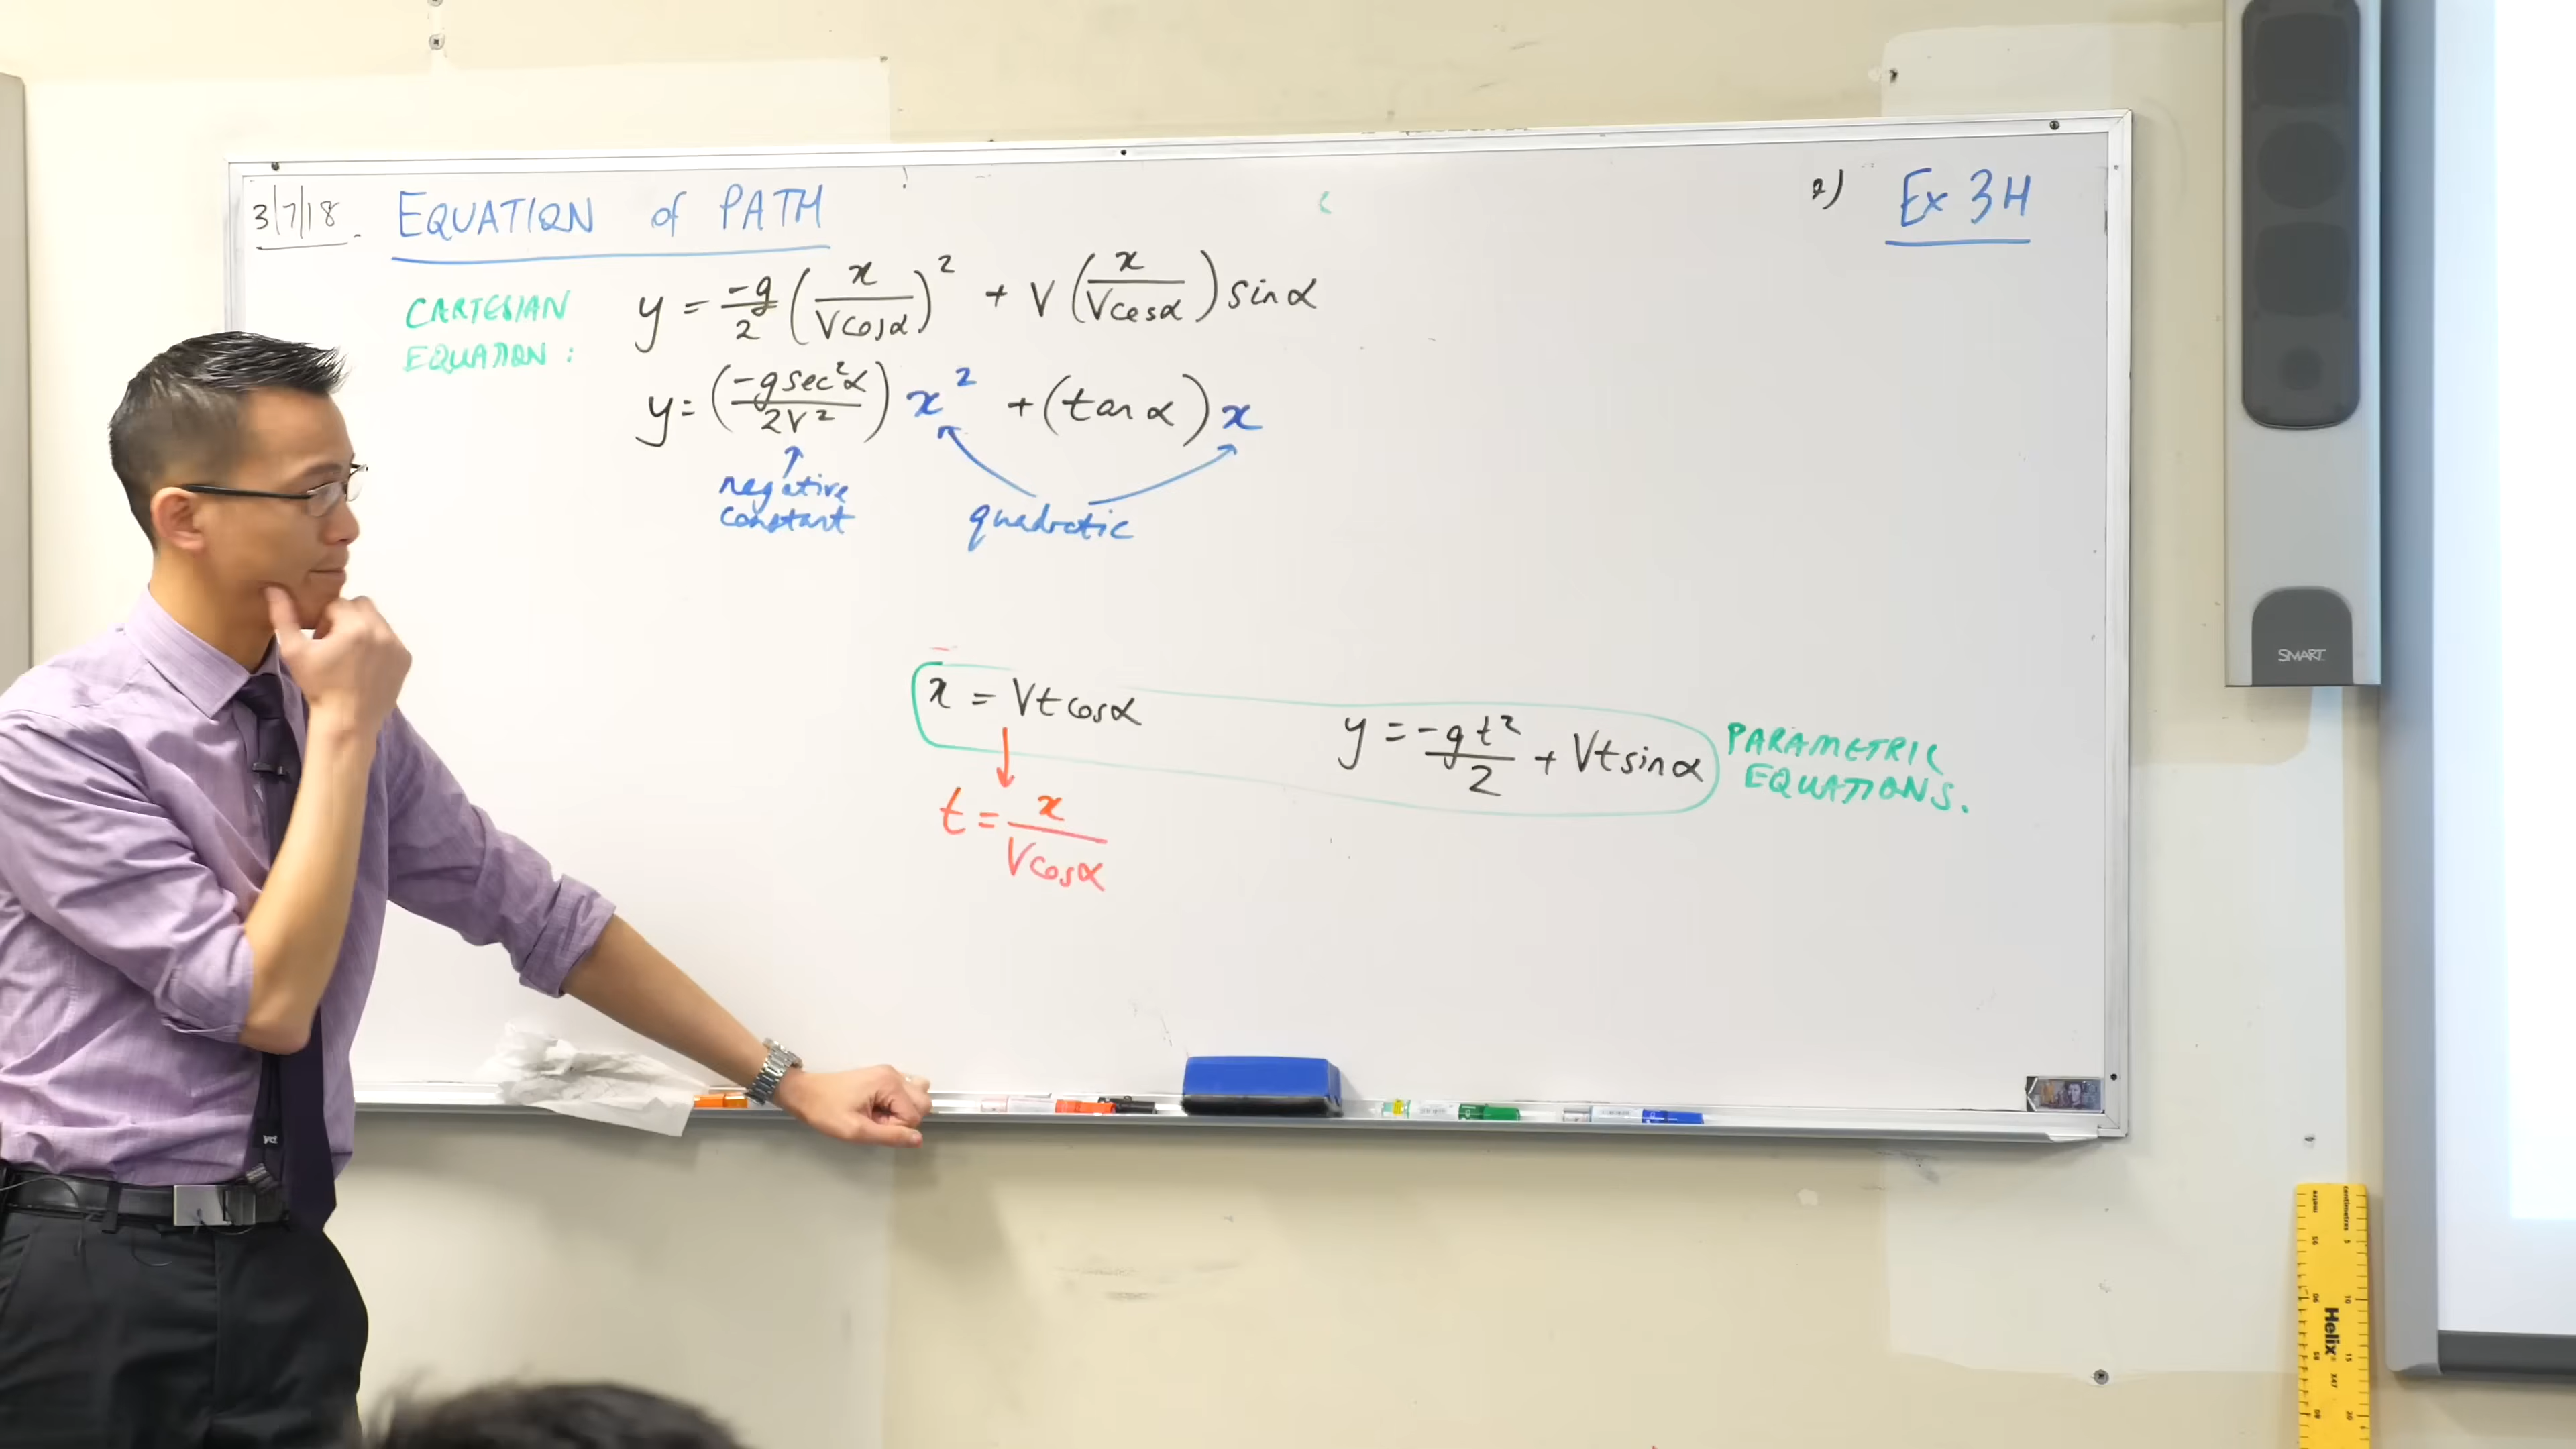 3/7/18.
EQUATION of PATH
2) Ex 3H
CARTESIAN
EQUATION:
y = -g/2 (x/Vcosα)² + V (x/Vcosα) sinα
y = (-g sec²α/2V²) x² + (tan α) x
negative
constant
quadratic
x = Vt cosα
y = -gt²/2 + Vt sinα
PARAMETRIC
EQUATIONS.
t = x/Vcosα
SMART
Helix